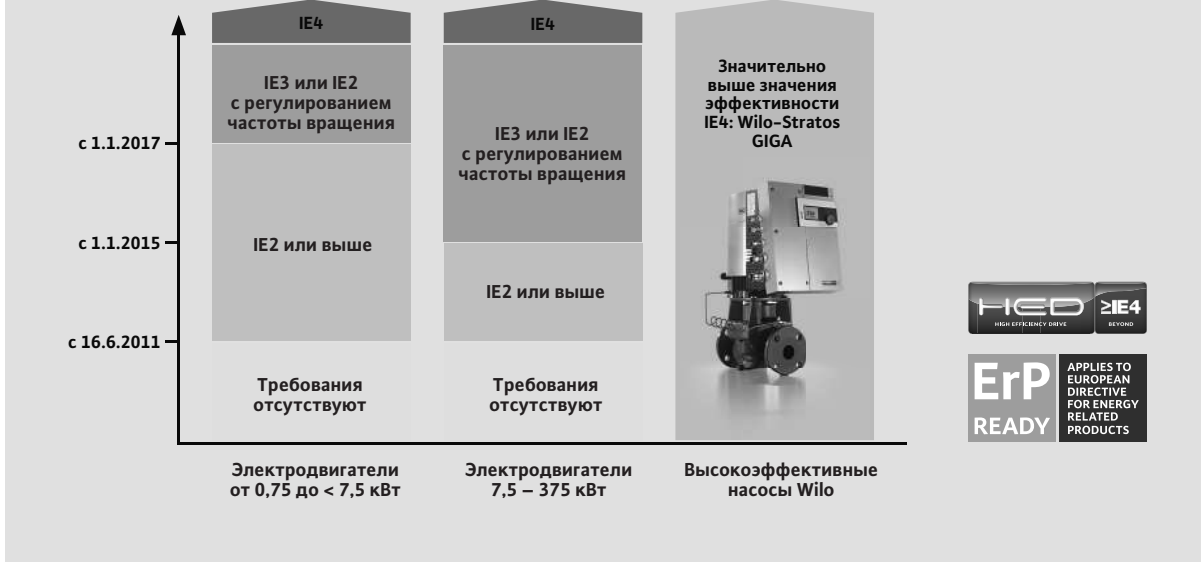 IE4
IE4
IE3 или IE2
с регулированием
частоты вращения
Значительно
выше значения
эффективности
IE4: Wilo-Stratos
GIGA
с 1.1.2017
IE3 или IE2
с регулированием
частоты вращения
с 1.1.2015
IE2 или выше
IE2 или выше
с 16.6.2011
HED
HIGH EFFICIENCY DRIVE
≥IE4
BEYOND
Требования
отсутствуют
Требования
отсутствуют
ErP
READY
APPLIES TO
EUROPEAN
DIRECTIVE
FOR ENERGY
RELATED
PRODUCTS
Электродвигатели
от 0,75 до < 7,5 кВт
Электродвигатели
7,5 – 375 кВт
Высокоэффективные
насосы Wilo